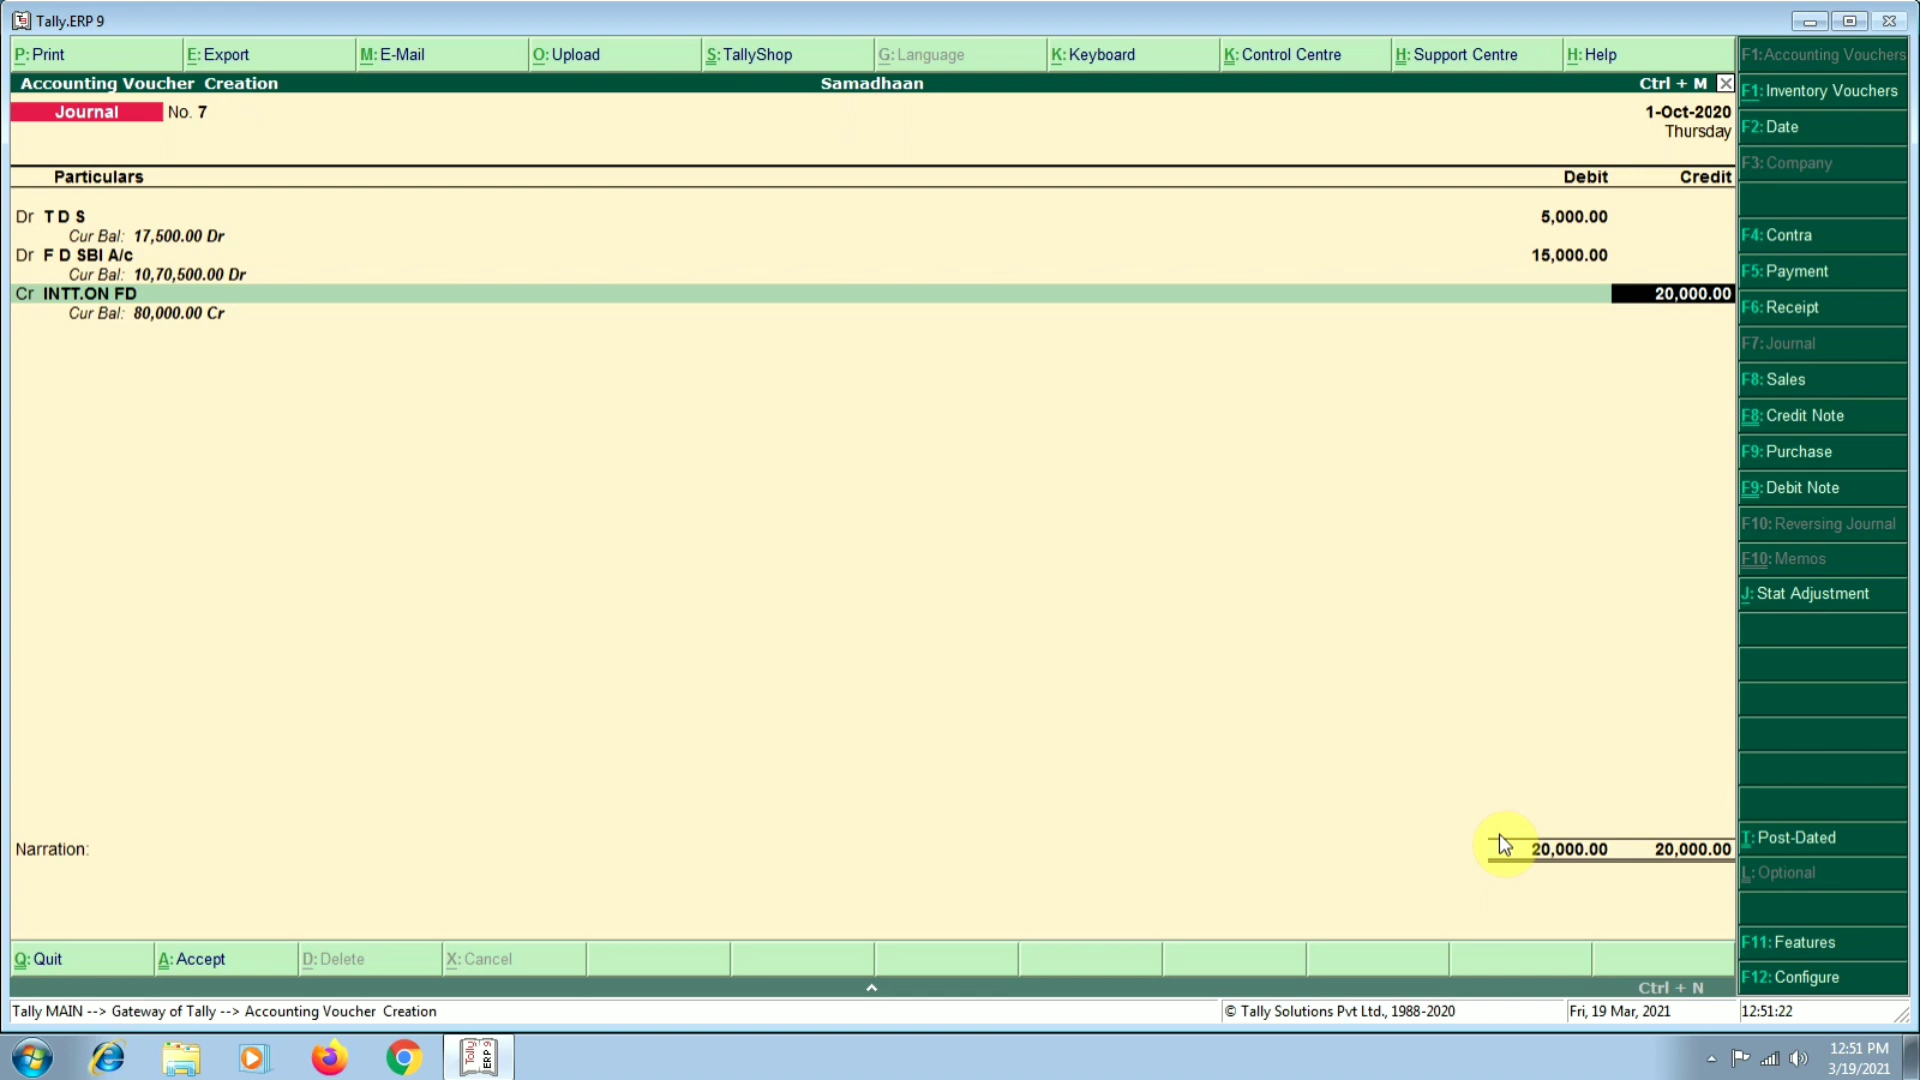 Tally.ERP 9
P: Print E: Export M: E-Mail O: Upload S: TallyShop G: Language K: Keyboard K: Control Centre H: Support Centre H: Help
Accounting Voucher Creation Samadhaan Ctrl + M
Journal No. 7 1-Oct-2020
Thursday
Particulars Debit Credit
Dr T D S 5,000.00
Cur Bal: 17,500.00 Dr
Dr F D SBI A/c 15,000.00
Cur Bal: 10,70,500.00 Dr
Cr INTT.ON FD 20,000.00
Cur Bal: 80,000.00 Cr
Narration: 20,000.00 20,000.00
F1: Accounting Vouchers
F1: Inventory Vouchers
F2: Date
F3: Company
F4: Contra
F5: Payment
F6: Receipt
F7: Journal
F8: Sales
F8: Credit Note
F9: Purchase
F9: Debit Note
F10: Reversing Journal
F10: Memos
J: Stat Adjustment
T: Post-Dated
L: Optional
F11: Features
F12: Configure
Q: Quit A: Accept D: Delete X: Cancel
Ctrl + N
Tally MAIN --> Gateway of Tally --> Accounting Voucher Creation © Tally Solutions Pvt Ltd., 1988-2020 Fri, 19 Mar, 2021 12:51:22
Tally ERP 9
12:51 PM
3/19/2021